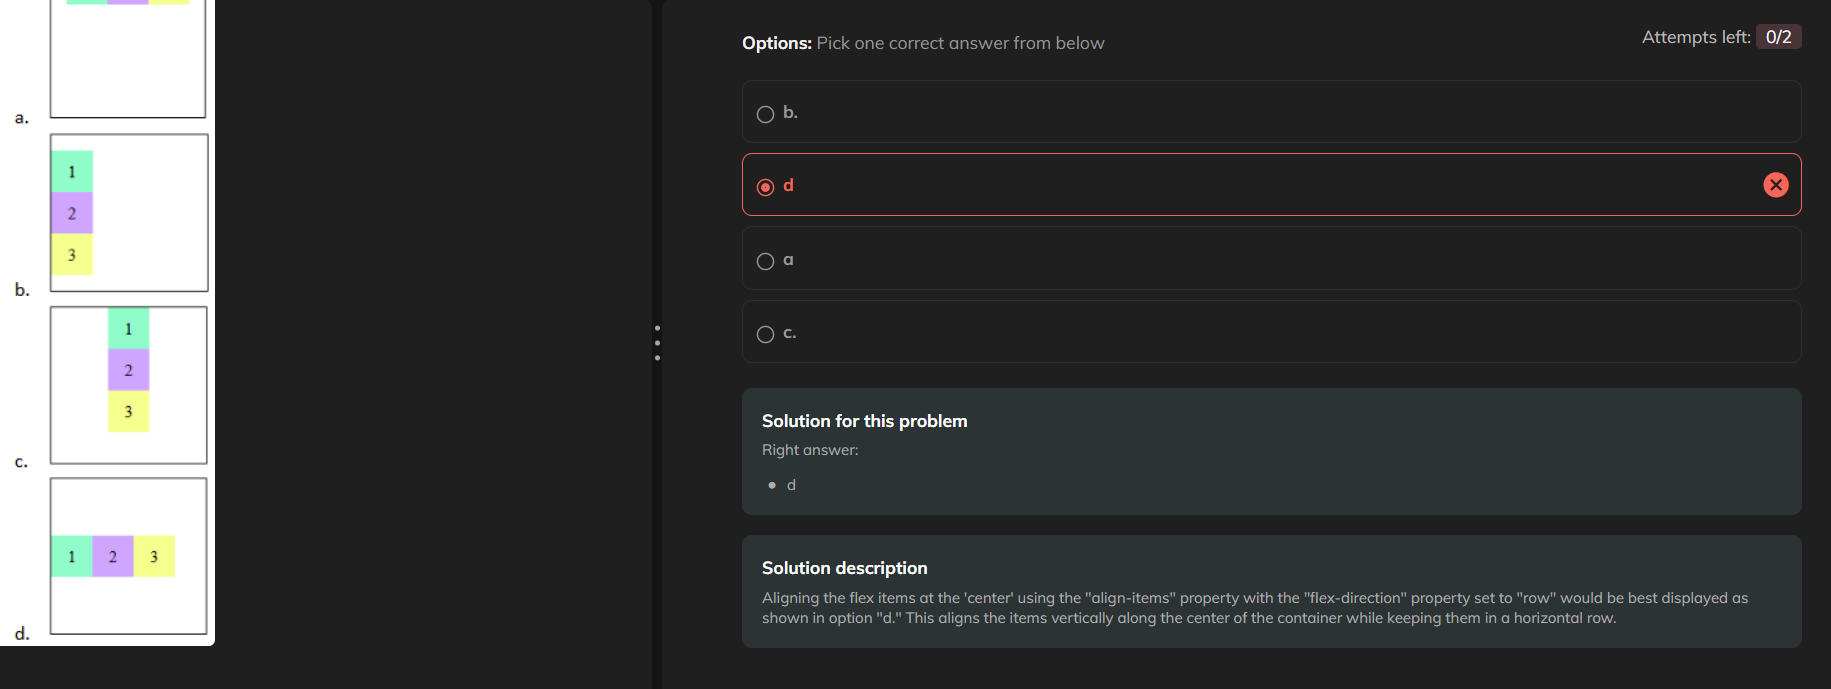 a.
1
2
3
b.
1
2
3
c.
1 2 3
d.
Options: Pick one correct answer from below
Attempts left: 0/2
b.
d
a
c.
Solution for this problem
Right answer:
• d
Solution description
Aligning the flex items at the 'center' using the "align-items" property with the "flex-direction" property set to "row" would be best displayed as
shown in option "d." This aligns the items vertically along the center of the container while keeping them in a horizontal row.